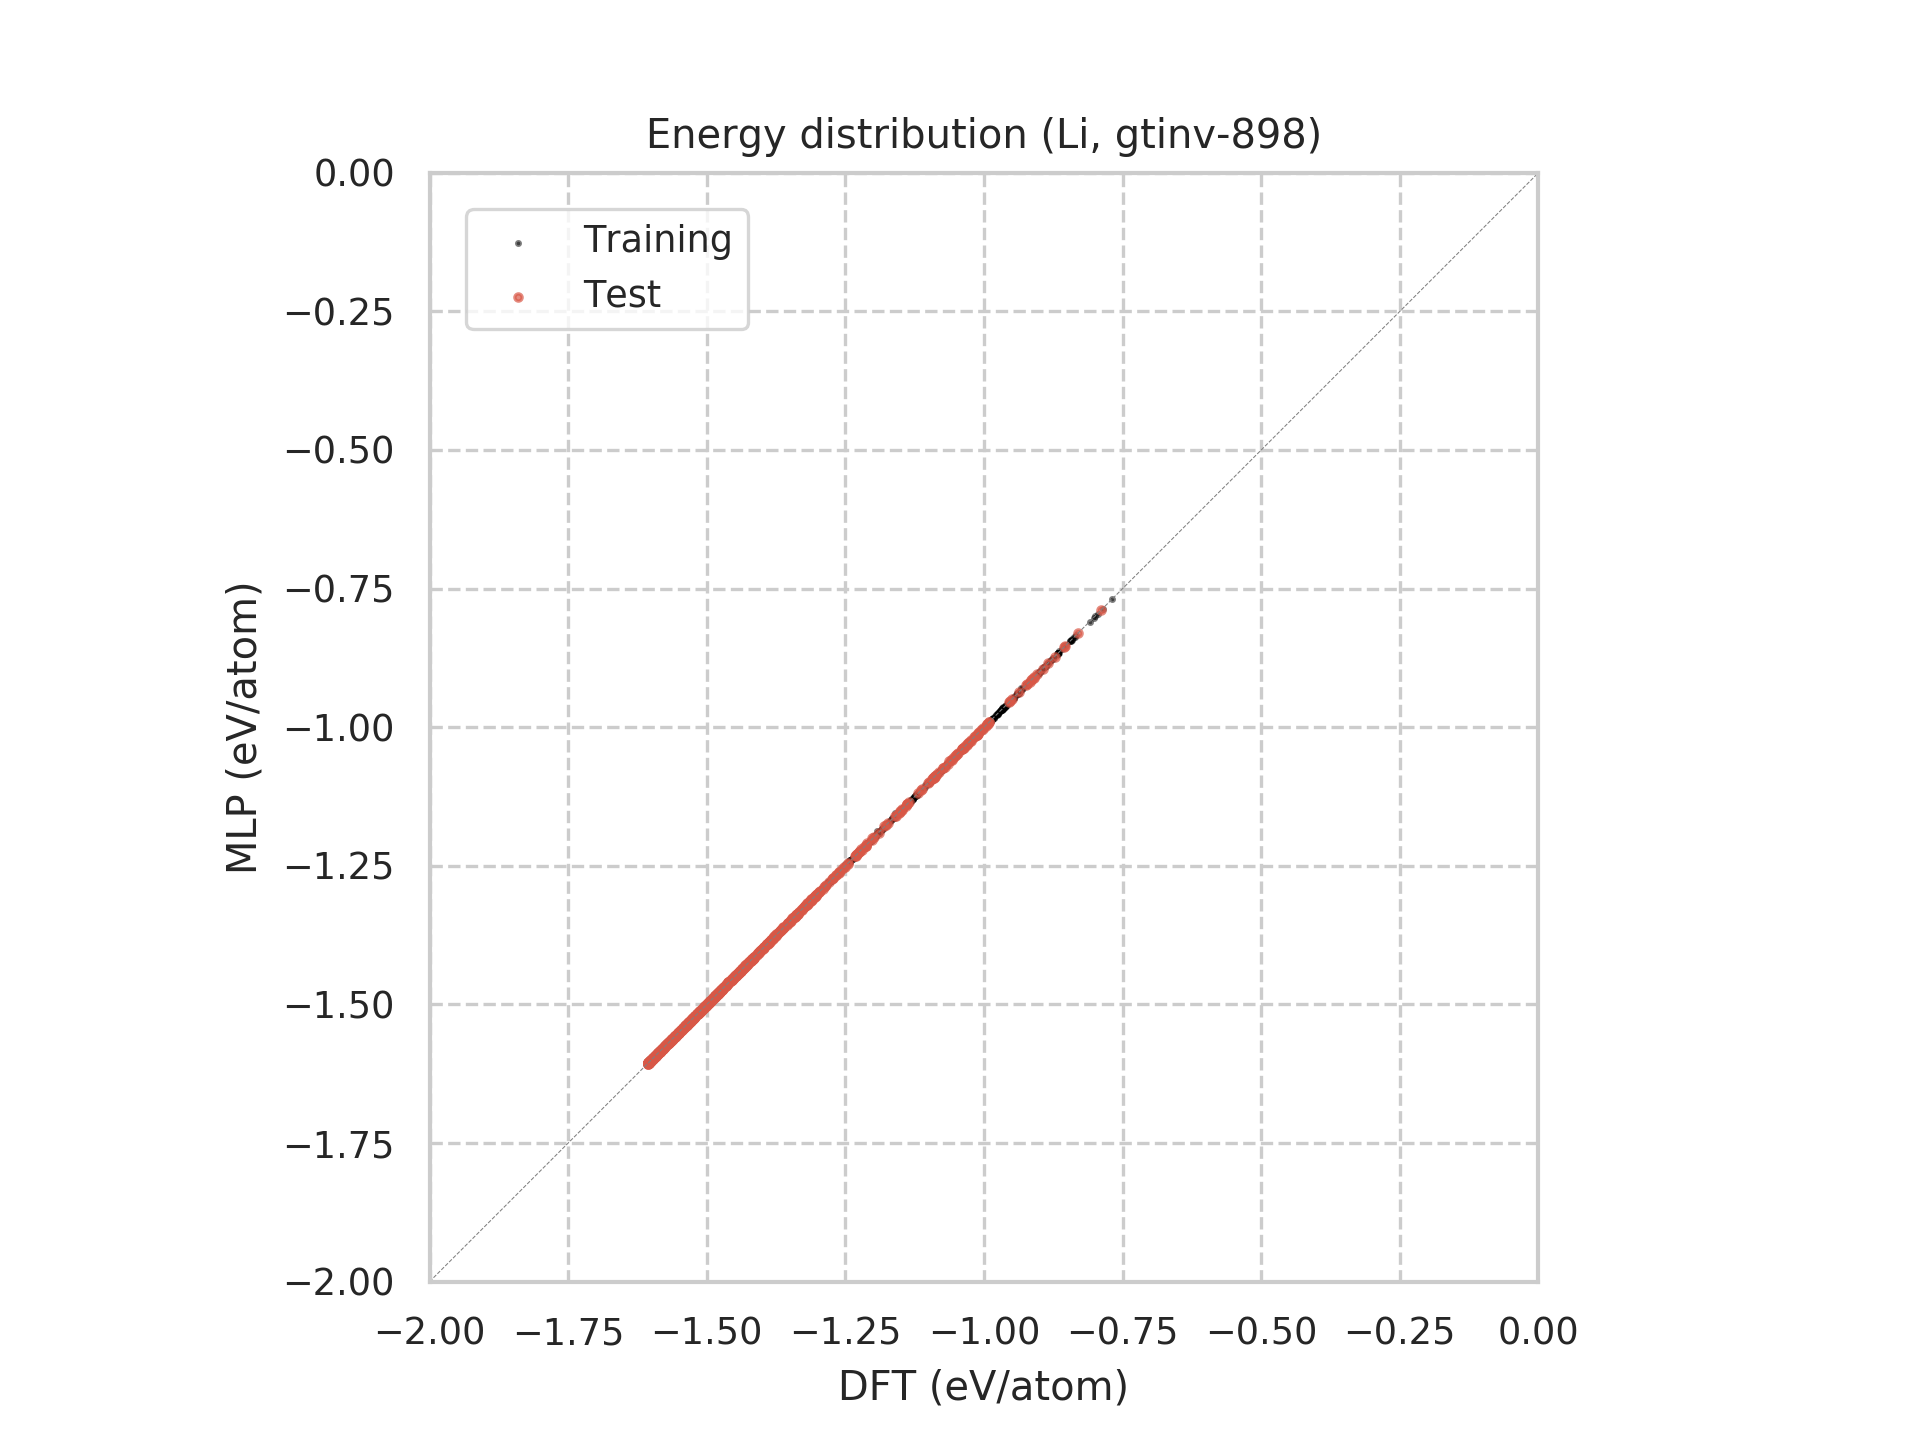 Energy distribution (Li, gtinv-898)
0.00
−0.25
−0.50
−0.75
−1.00
−1.25
−1.50
−1.75
−2.00
MLP (eV/atom)
Training
Test
−2.00 −1.75 −1.50 −1.25 −1.00 −0.75 −0.50 −0.25 0.00
DFT (eV/atom)